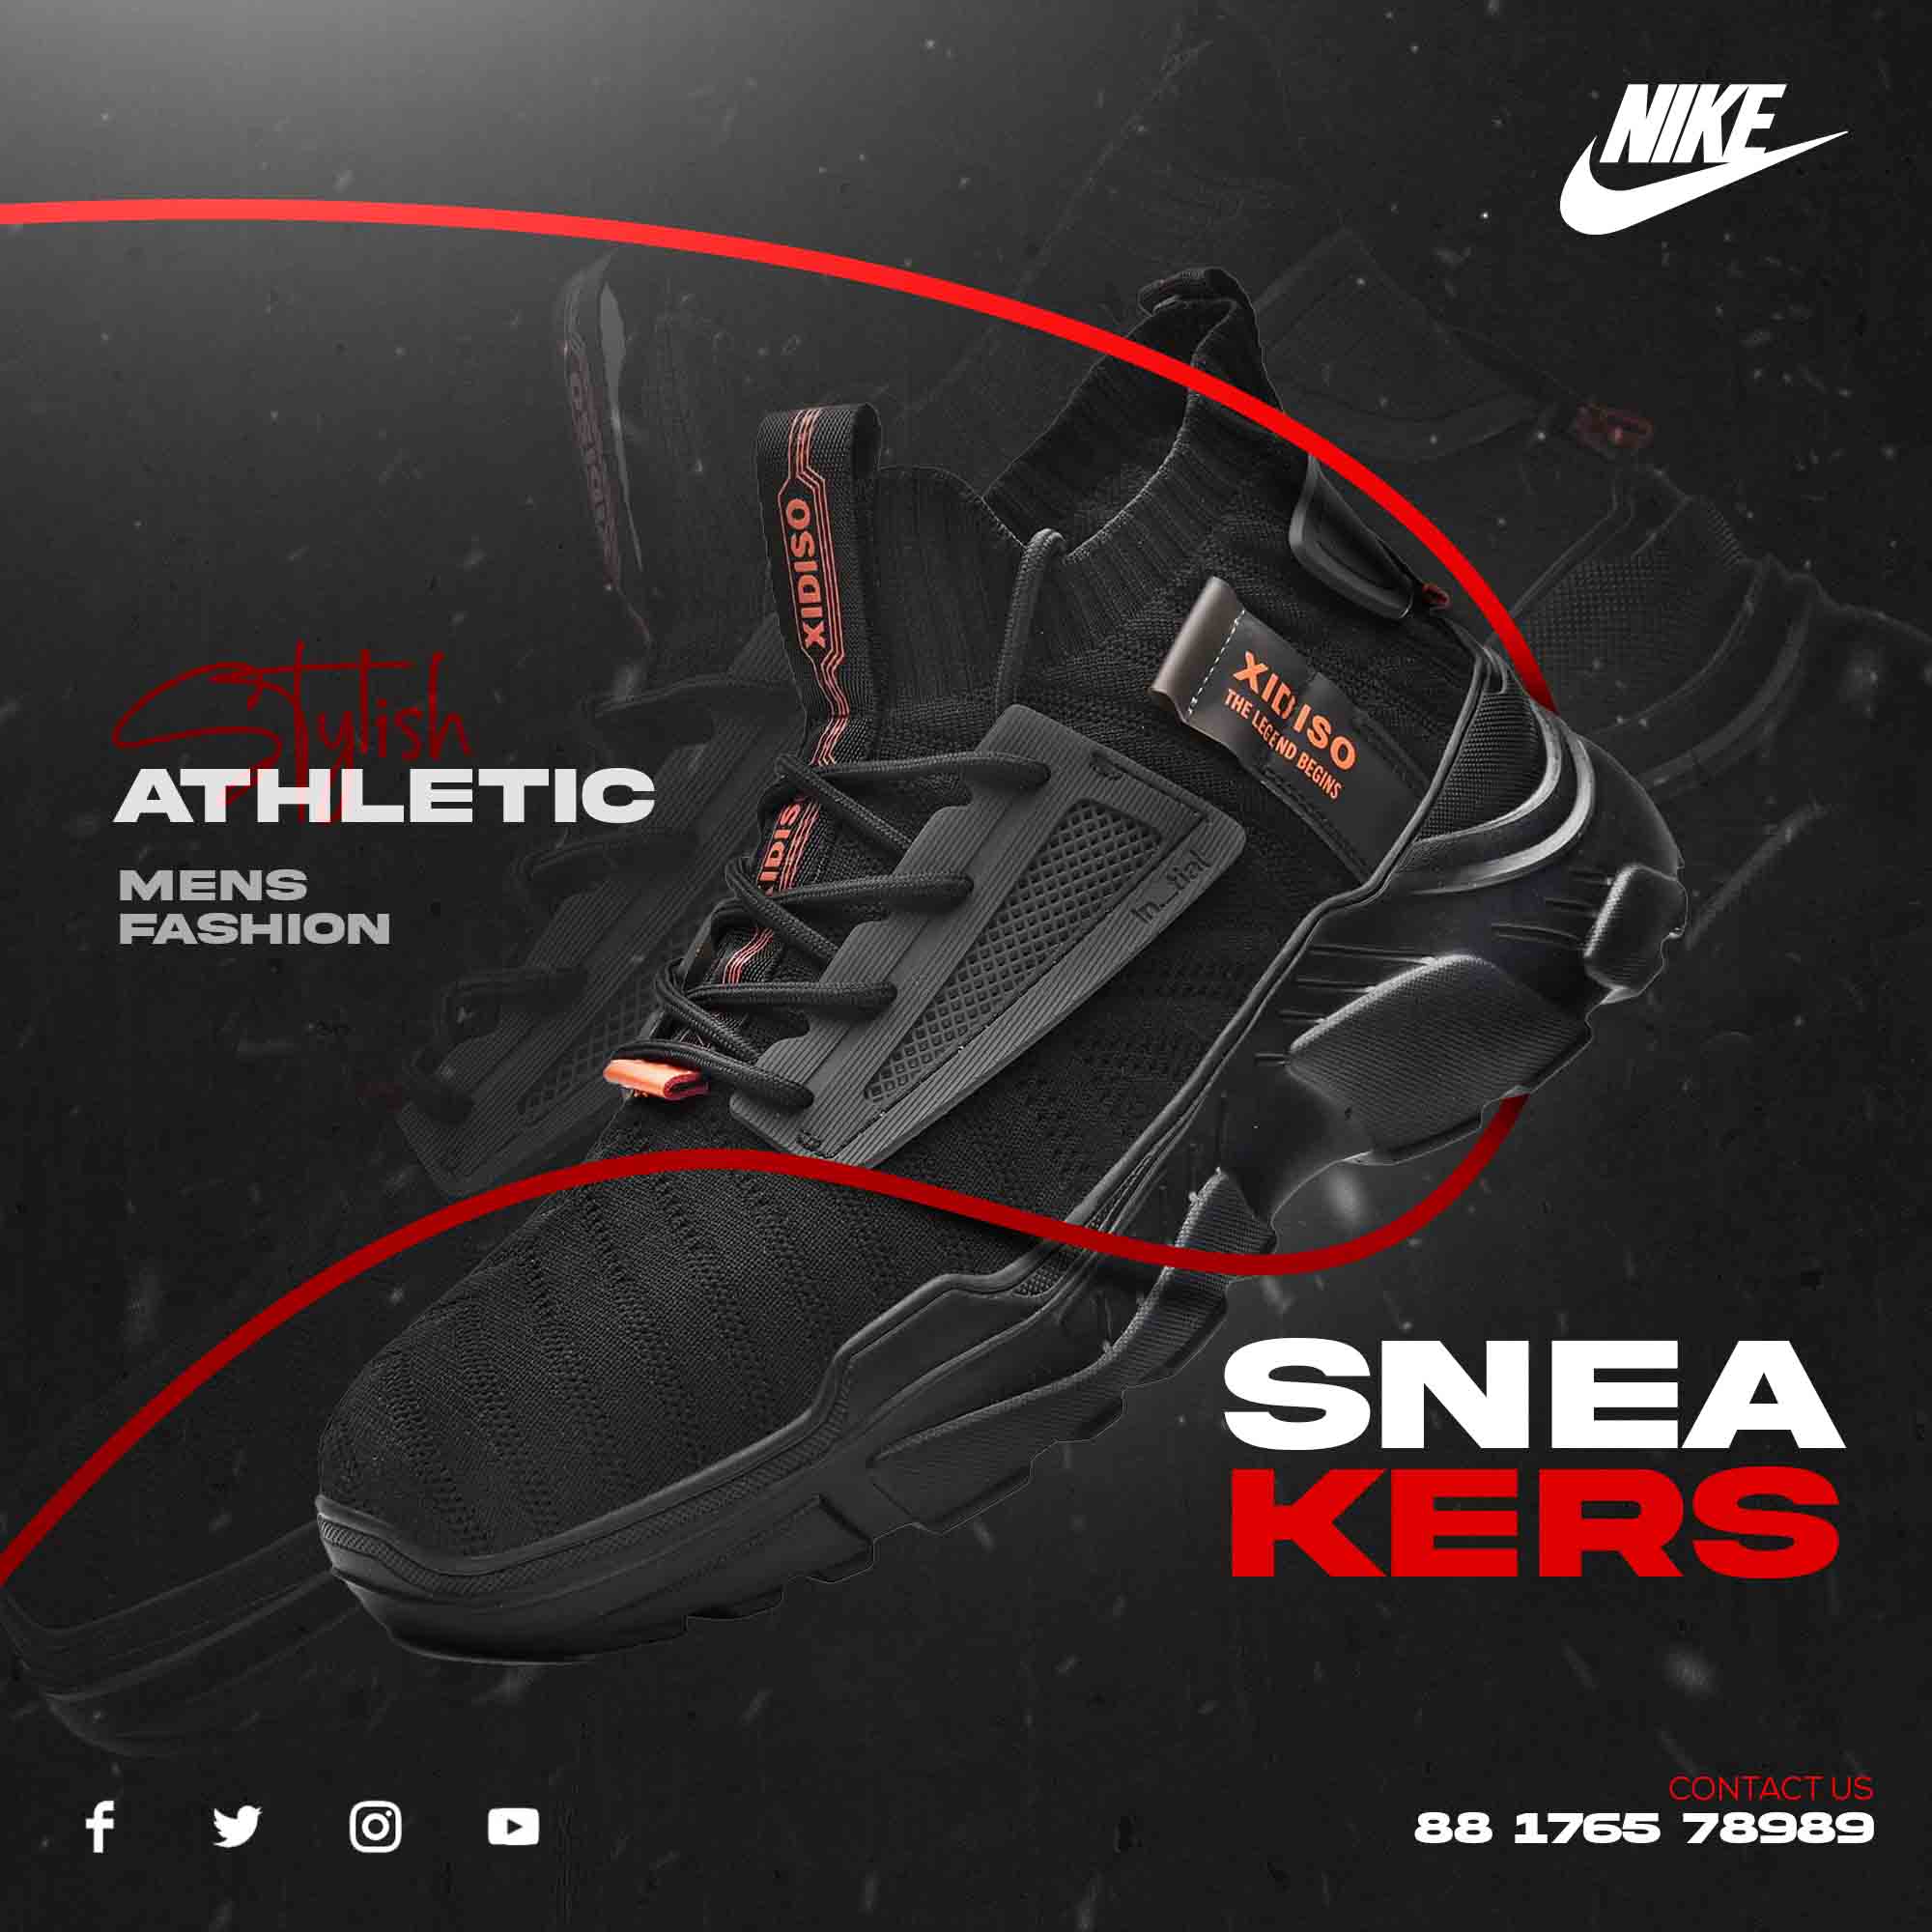 NIKE
XIDISO
XIDISO
THE LEGEND BEGINS
Stylish
ATHLETIC
MENS
FASHION
SNEA
KERS
CONTACT US
88 1765 78989